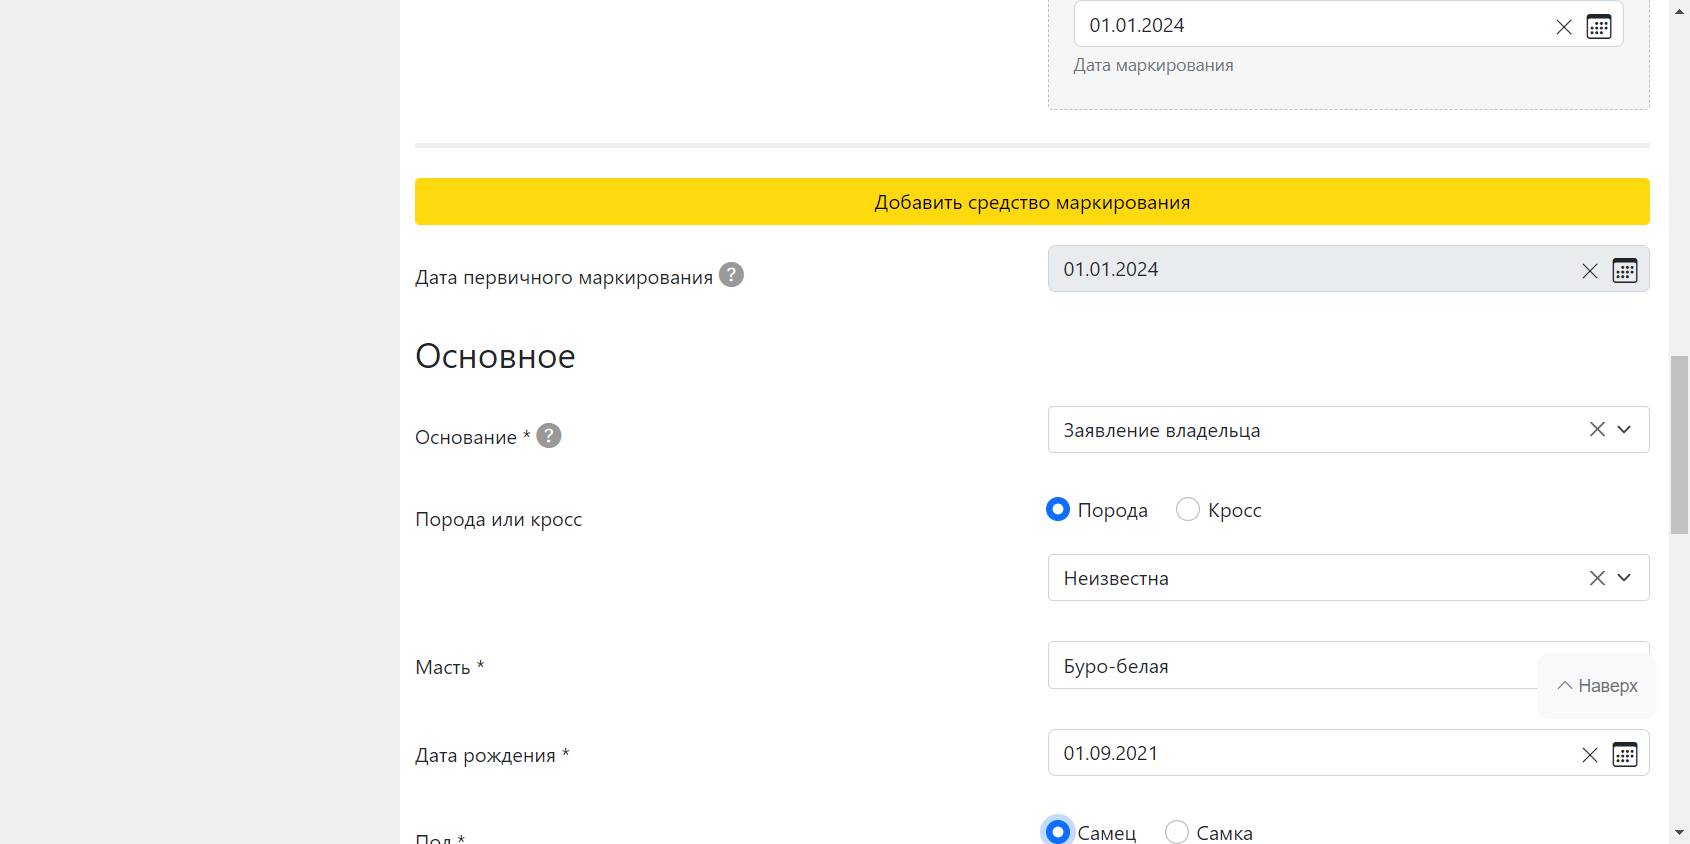 01.01.2024
Дата маркирования
Добавить средство маркирования
Дата первичного маркирования ?
01.01.2024
Основное
Основание * ?
Заявление владельца
Порода или кросс
Порода Кросс
Неизвестна
Масть *
Буро-белая
Наверх
Дата рождения *
01.09.2021
Пол *
Самец Самка